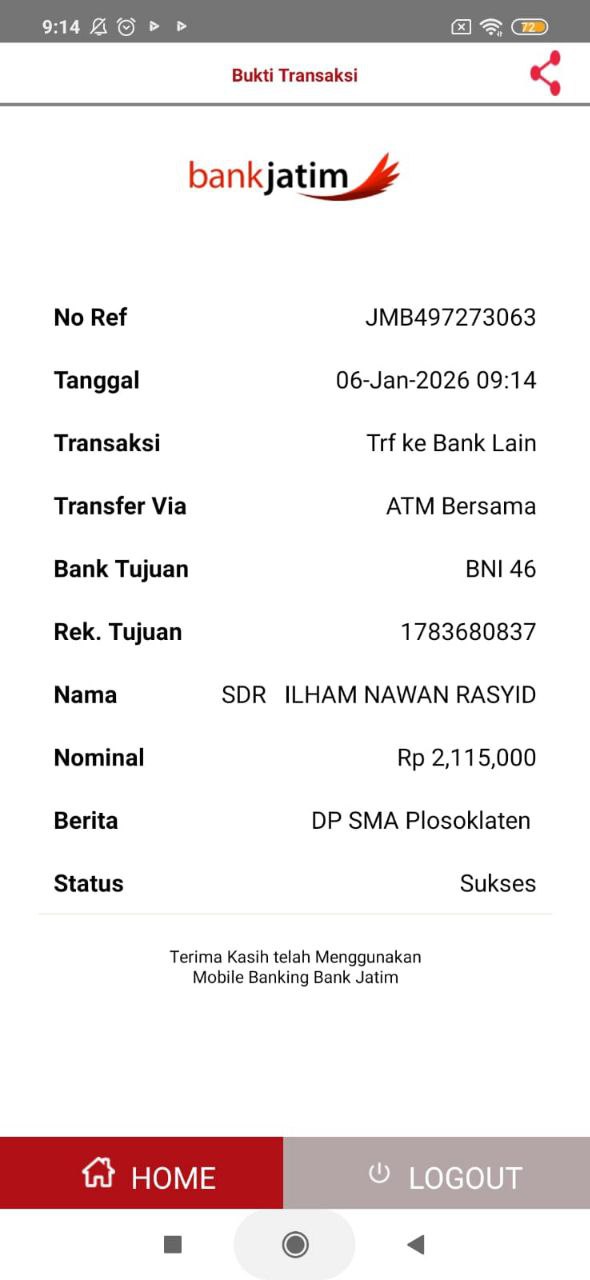 9:14
72
Bukti Transaksi
bankjatim
No Ref JMB497273063
Tanggal 06-Jan-2026 09:14
Transaksi Trf ke Bank Lain
Transfer Via ATM Bersama
Bank Tujuan BNI 46
Rek. Tujuan 1783680837
Nama SDR ILHAM NAWAN RASYID
Nominal Rp 2,115,000
Berita DP SMA Plosoklaten
Status Sukses
Terima Kasih telah Menggunakan
Mobile Banking Bank Jatim
HOME LOGOUT